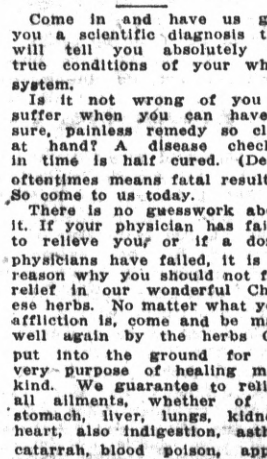 Come in and have us g
you a scientific diagnosis t
will tell you absolutely
true conditions of your wh
system.
Is it not wrong of you
suffer when you can have
sure, painless remedy so cl
at hand? A disease chec
in time is half cured. (De
oftentimes means fatal result
So come to us today.
There is no guesswork ab
it. If your physician has fai
to relieve you, or if a do
physicians have failed, it is
reason why you should not f
relief in our wonderful Ch
ese herbs. No matter what y
affliction is, come and be m
well again by the herbs G
put into the ground for
very purpose of healing m
kind. We guarantee to reli
all ailments, whether of
stomach, liver, lungs, kidne
heart, also indigestion, ast
catarrah, blood poison, app